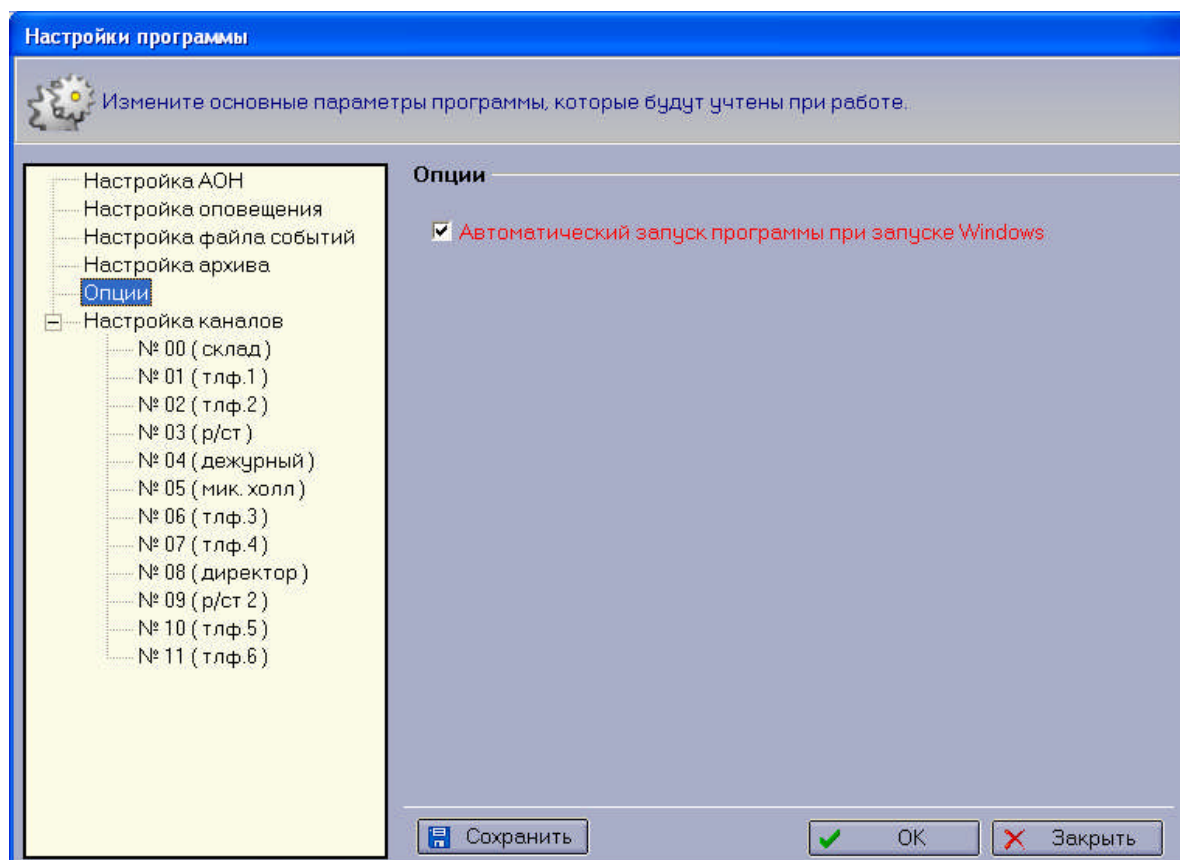 Настройки программы
Измените основные параметры программы, которые будут учтены при работе.
Настройка АОН
Настройка оповещения
Настройка файла событий
Настройка архива
Опции
Настройка каналов
№ 00 ( склад )
№ 01 ( тлф.1 )
№ 02 ( тлф.2 )
№ 03 ( р/ст )
№ 04 ( дежурный )
№ 05 ( мик. холл )
№ 06 ( тлф.3 )
№ 07 ( тлф.4 )
№ 08 ( директор )
№ 09 ( р/ст 2 )
№ 10 ( тлф.5 )
№ 11 ( тлф.6 )
Опции
Автоматический запуск программы при запуске Windows
Сохранить
ОК
Закрыть